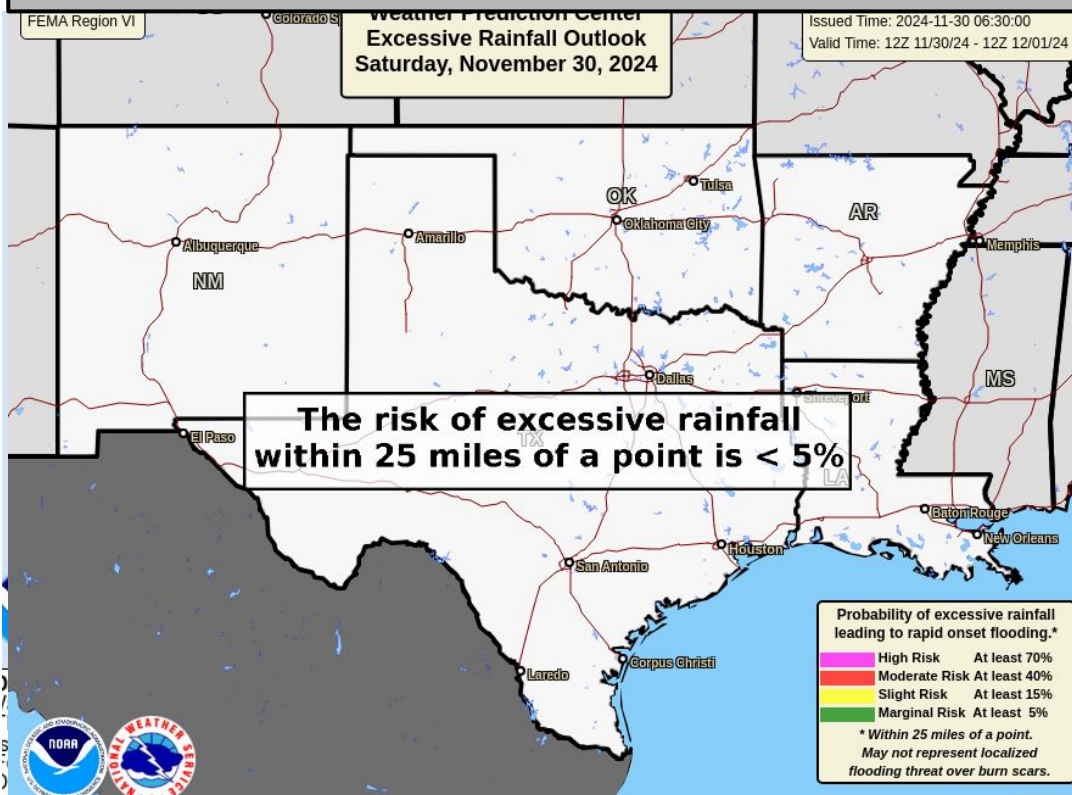 FEMA Region VI
Weather Prediction Center
Excessive Rainfall Outlook
Saturday, November 30, 2024
Issued Time: 2024-11-30 06:30:00
Valid Time: 12Z 11/30/24 - 12Z 12/01/24
Colorado S
Tulsa
OK
Oklahoma City
AR
Amarillo
Albuquerque
Memphis
NM
Dallas
MS
Shreveport
The risk of excessive rainfall
within 25 miles of a point is < 5%
El Paso
TX
LA
Baton Rouge
New Orleans
Houston
San Antonio
Corpus Christi
Laredo
Probability of excessive rainfall
leading to rapid onset flooding.*
High Risk At least 70%
Moderate Risk At least 40%
Slight Risk At least 15%
Marginal Risk At least 5%
* Within 25 miles of a point.
May not represent localized
flooding threat over burn scars.
NOAA
NATIONAL WEATHER SERVICE